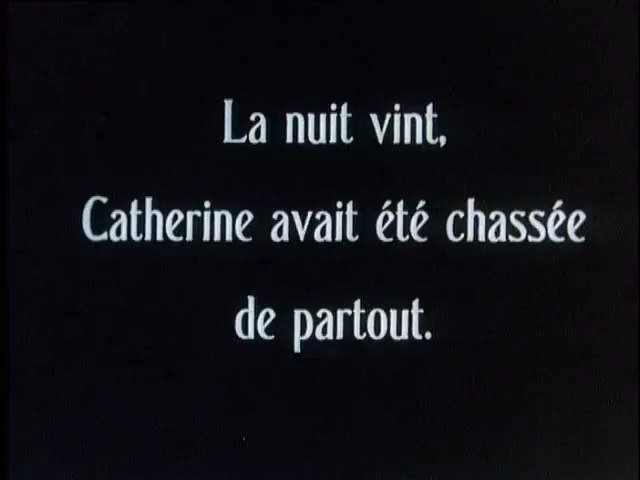 La nuit vint,
Catherine avait été chassée
de partout.